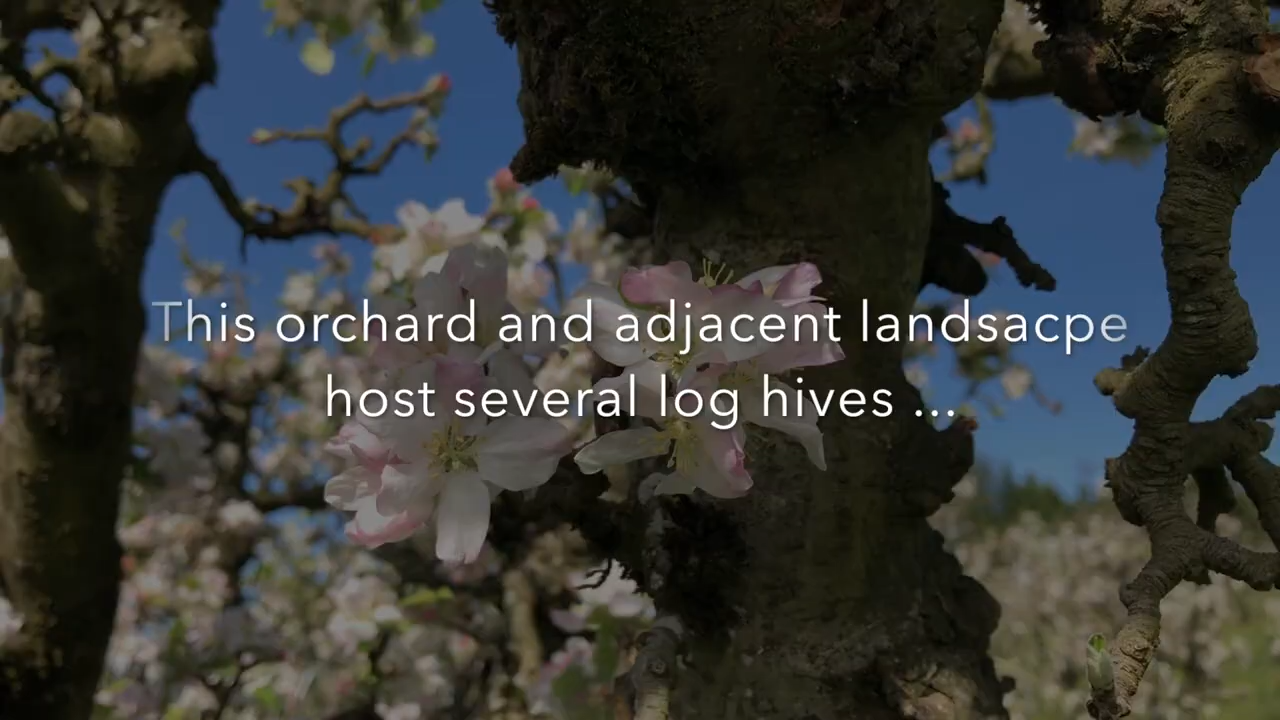 This orchard and adjacent landsacpe
host several log hives ...